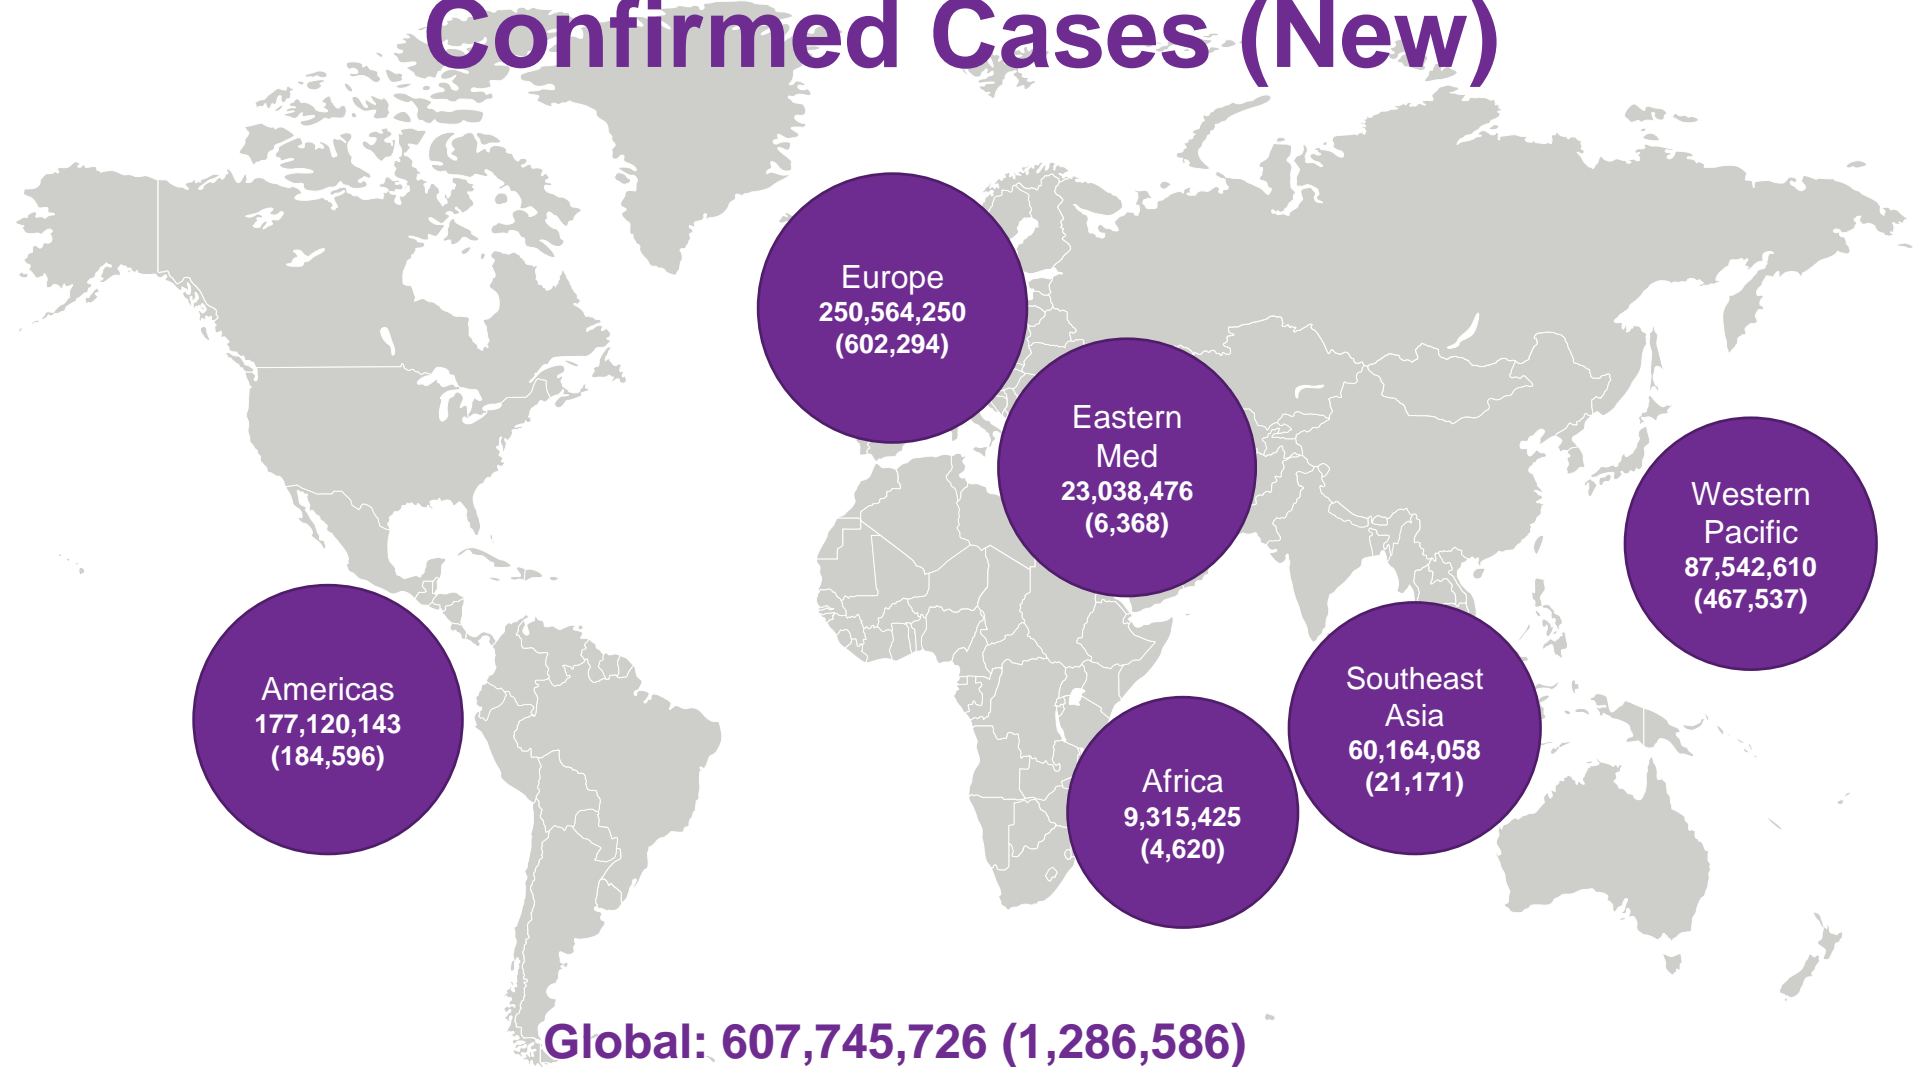 Confirmed Cases (New)
Europe
250,564,250
(602,294)
Eastern
Med
23,038,476
(6,368)
Western
Pacific
87,542,610
(467,537)
Americas
177,120,143
(184,596)
Southeast
Asia
60,164,058
(21,171)
Africa
9,315,425
(4,620)
Global: 607,745,726 (1,286,586)